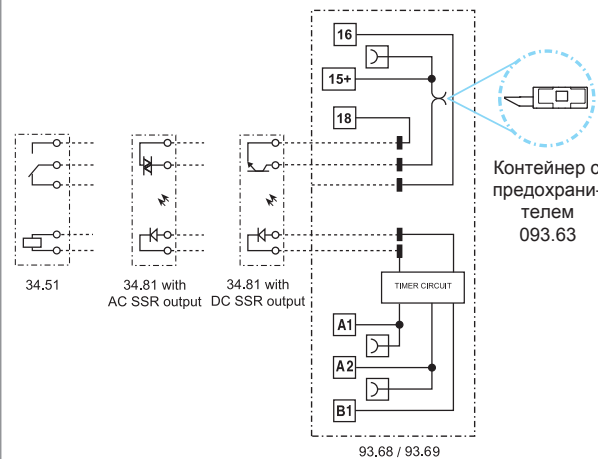 16
15+
18
Контейнер с
предохрани-
телем
093.63
34.51
34.81 with
AC SSR output
34.81 with
DC SSR output
TIMER CIRCUIT
A1
A2
B1
93.68 / 93.69